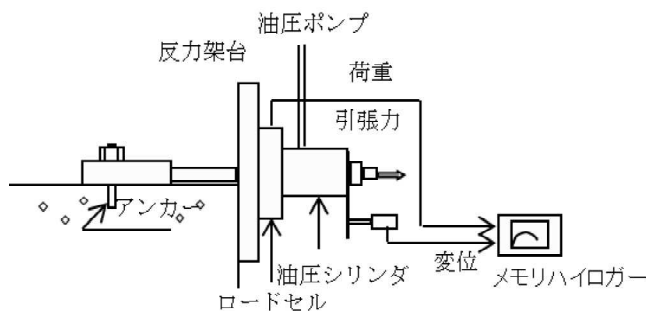 油圧ポンプ
反力架台
荷重
引張力
アンカー
変位
油圧シリンダ
メモリハイロガー
ロードセル